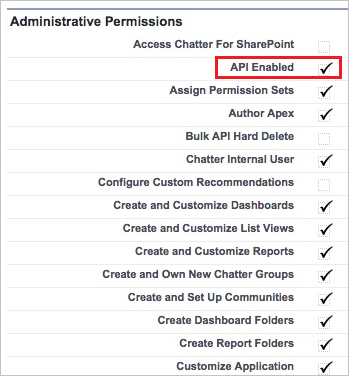 Administrative Permissions
Access Chatter For SharePoint
API Enabled
Assign Permission Sets
Author Apex
Bulk API Hard Delete
Chatter Internal User
Configure Custom Recommendations
Create and Customize Dashboards
Create and Customize List Views
Create and Customize Reports
Create and Own New Chatter Groups
Create and Set Up Communities
Create Dashboard Folders
Create Report Folders
Customize Application